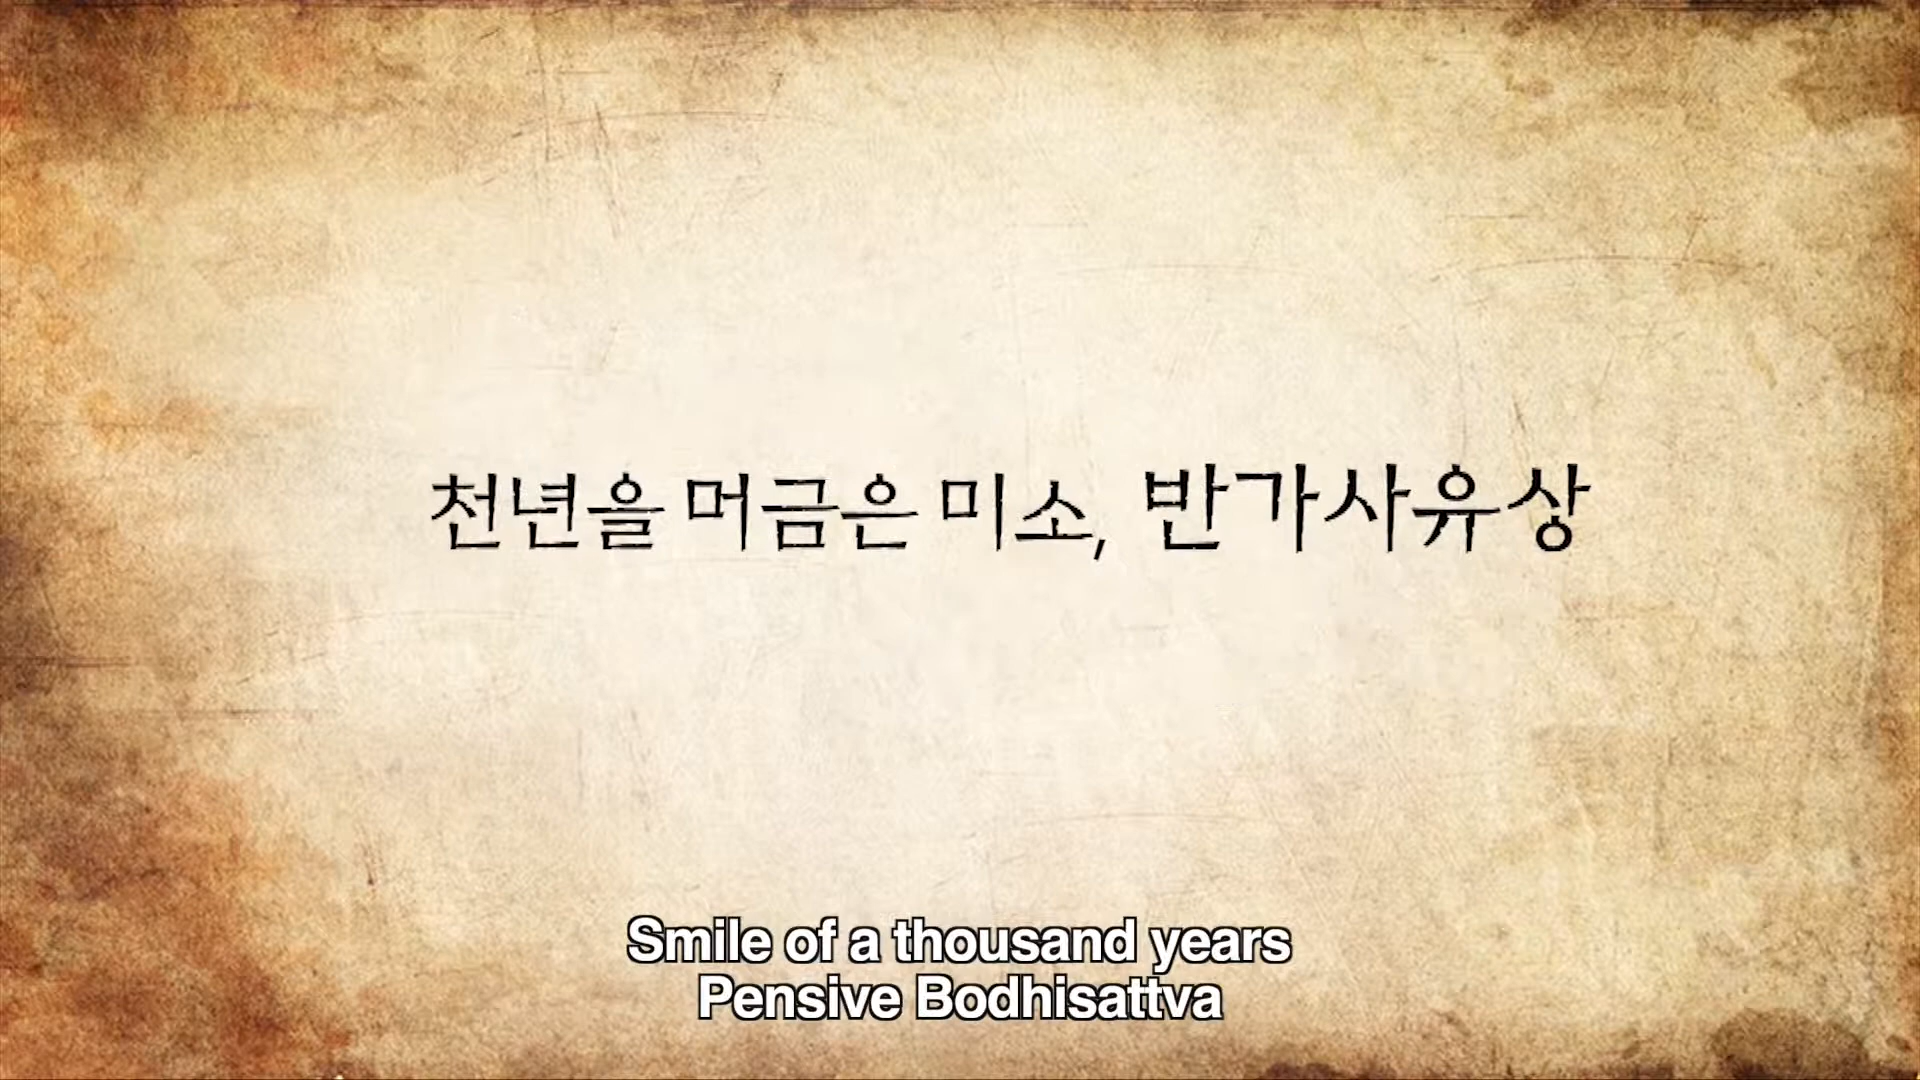 천년을 머금은 미소, 반가사유상
Smile of a thousand years
Pensive Bodhisattva